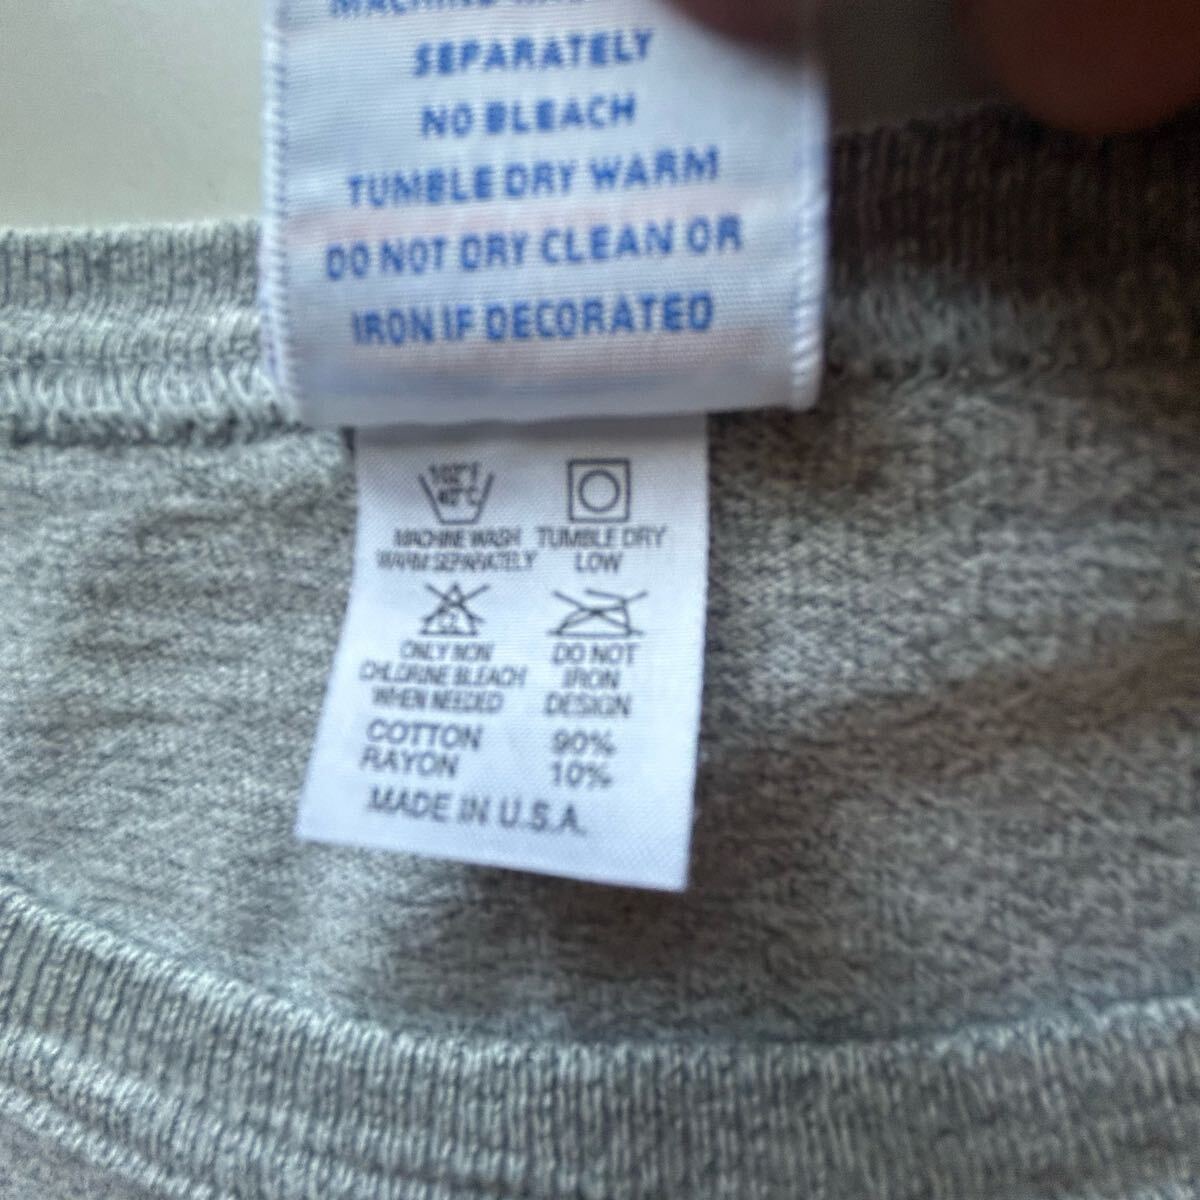 SEPARATELY
NO BLEACH
TUMBLE DRY WARM
DO NOT DRY CLEAN OR
IRON IF DECORATED
40°C
MACHINE WASH TUMBLE DRY
WARM SEPARATELY LOW
ONLY NON DO NOT
CHLORINE BLEACH IRON
WHEN NEEDED DESIGN
COTTON 90%
RAYON 10%
MADE IN U.S.A.